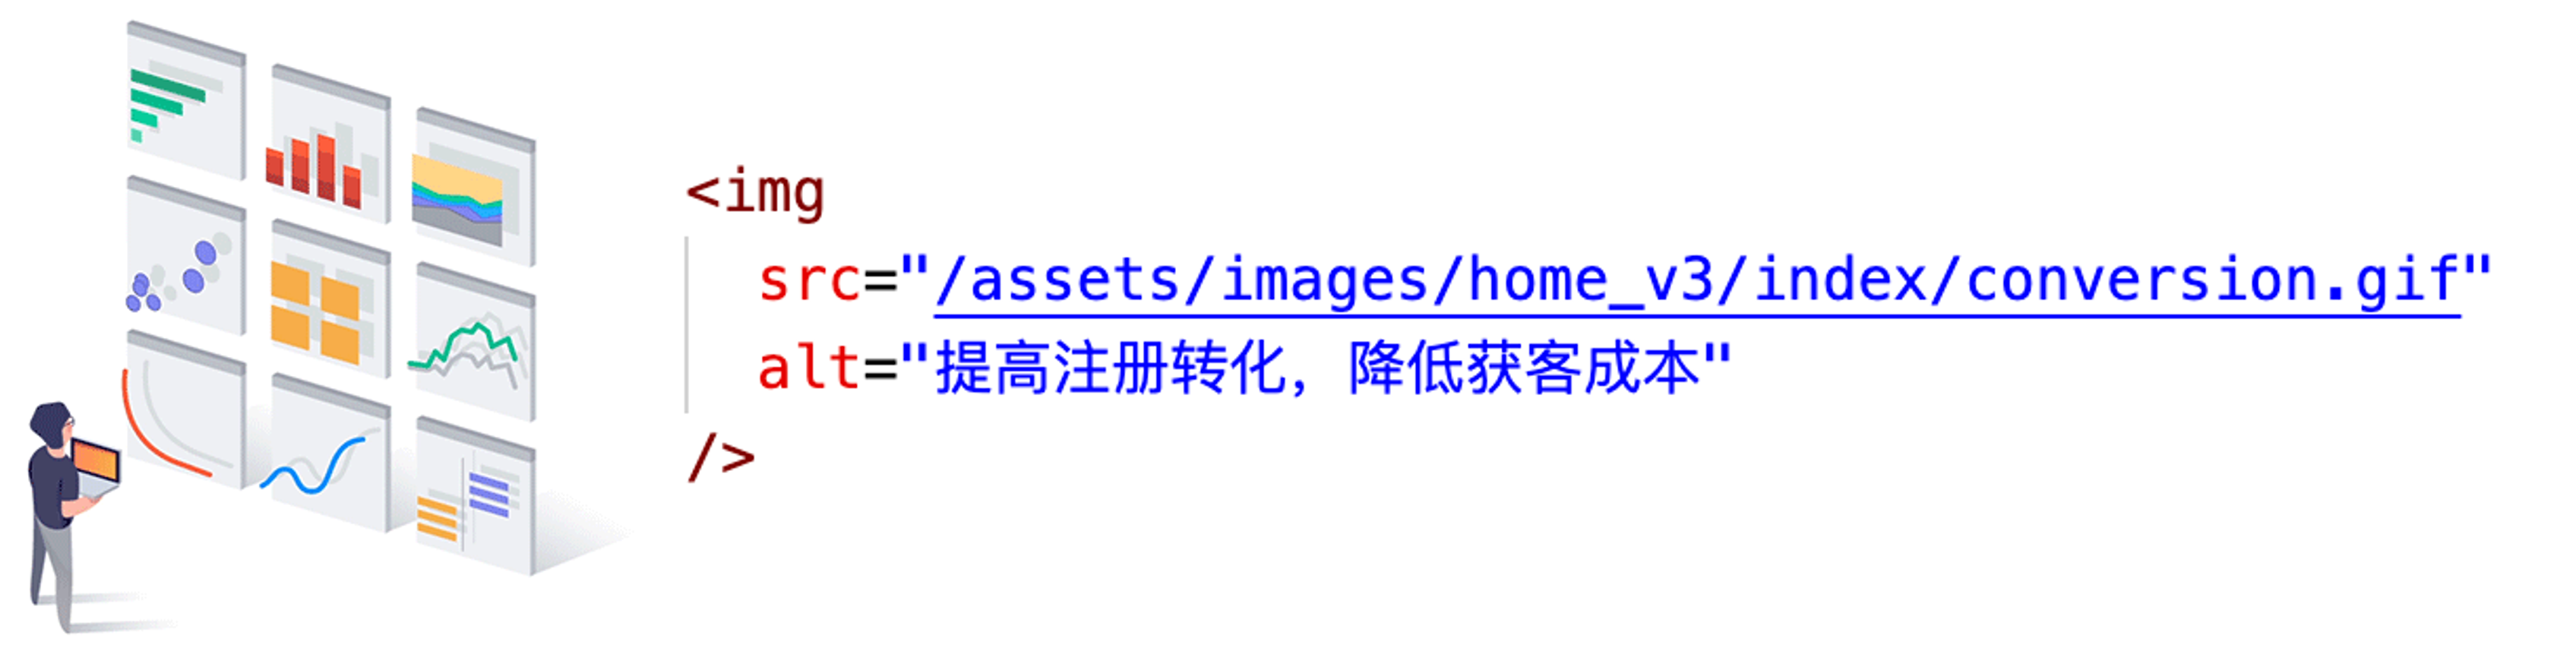 <img
src="/assets/images/home_v3/index/conversion.gif"
alt="提高注册转化，降低获客成本"
/>